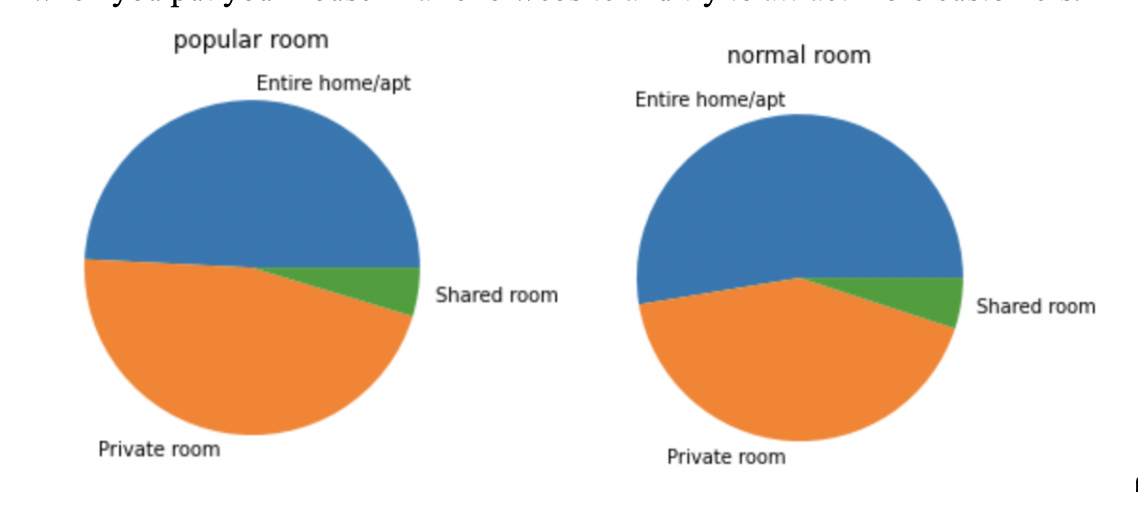 popular room
Entire home/apt
Shared room
Private room
normal room
Entire home/apt
Shared room
Private room